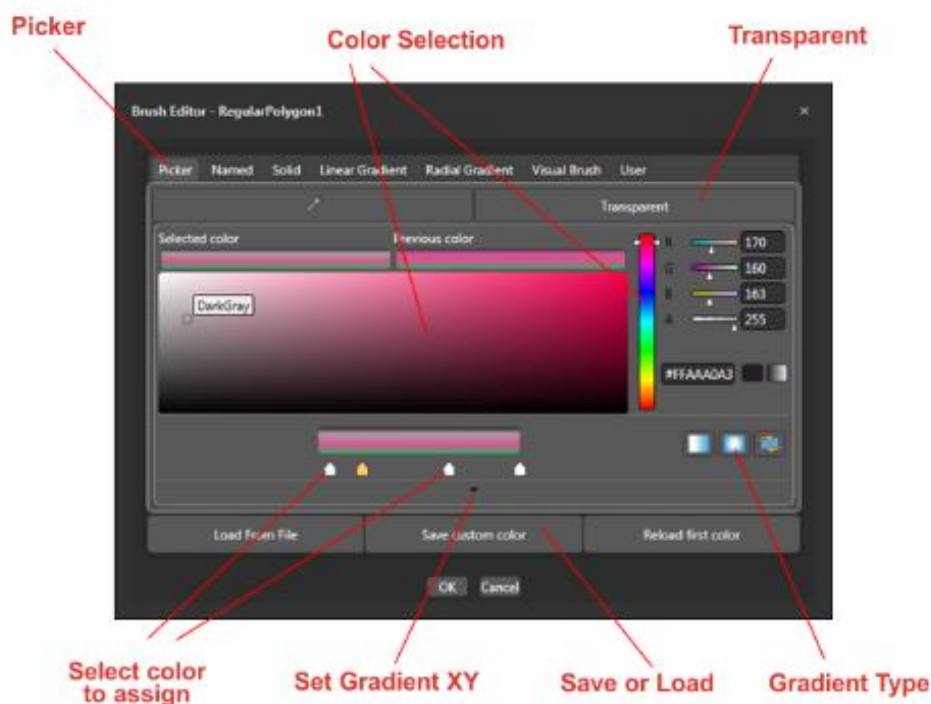 Picker
Color Selection
Transparent
Brush Editor - RegularPolygon1
Picker Named Solid Linear Gradient Radial Gradient Visual Brush User
Transparent
Selected color Previous color
R 170
G 160
B 163
A 255
DarkGray
#FFAAA0A3
Load From File Save custom color Reload first color
OK Cancel
Select color
to assign
Set Gradient XY
Save or Load
Gradient Type